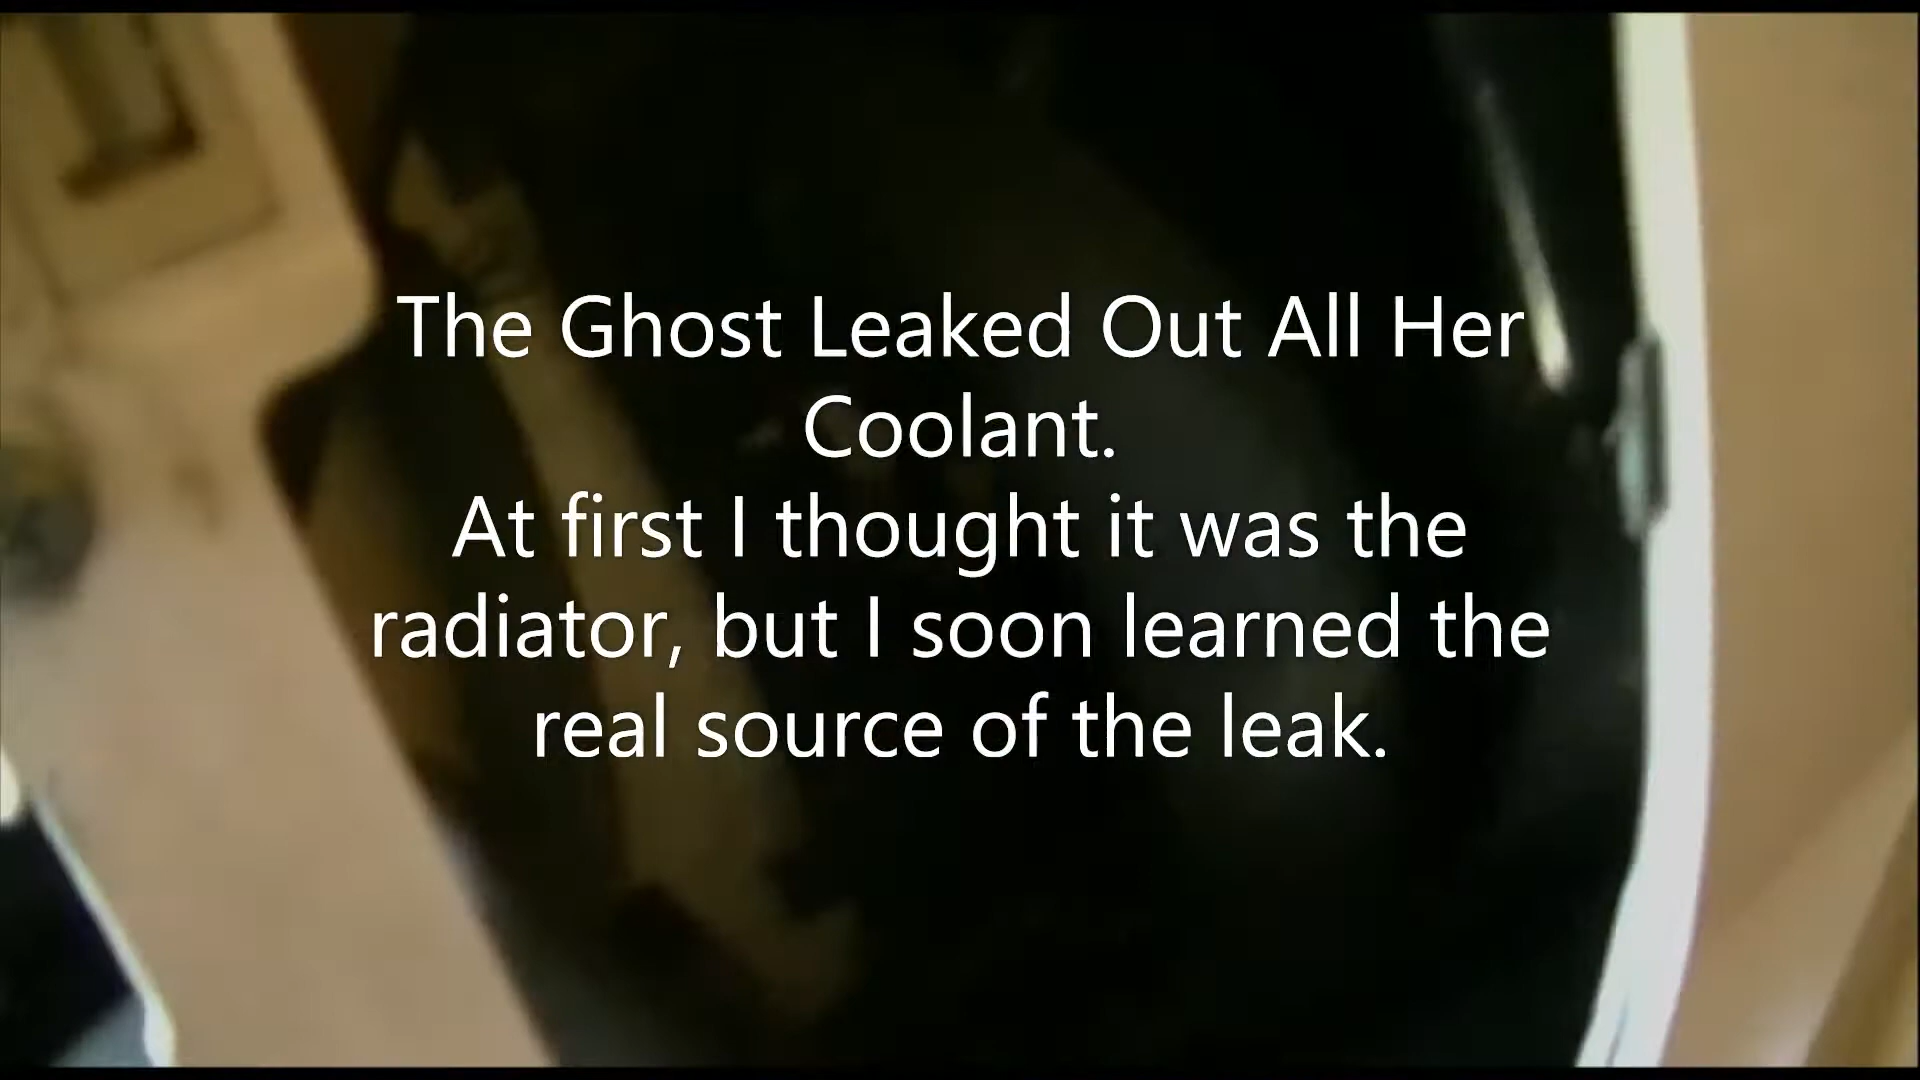 The Ghost Leaked Out All Her
Coolant.
At first I thought it was the
radiator, but I soon learned the
real source of the leak.